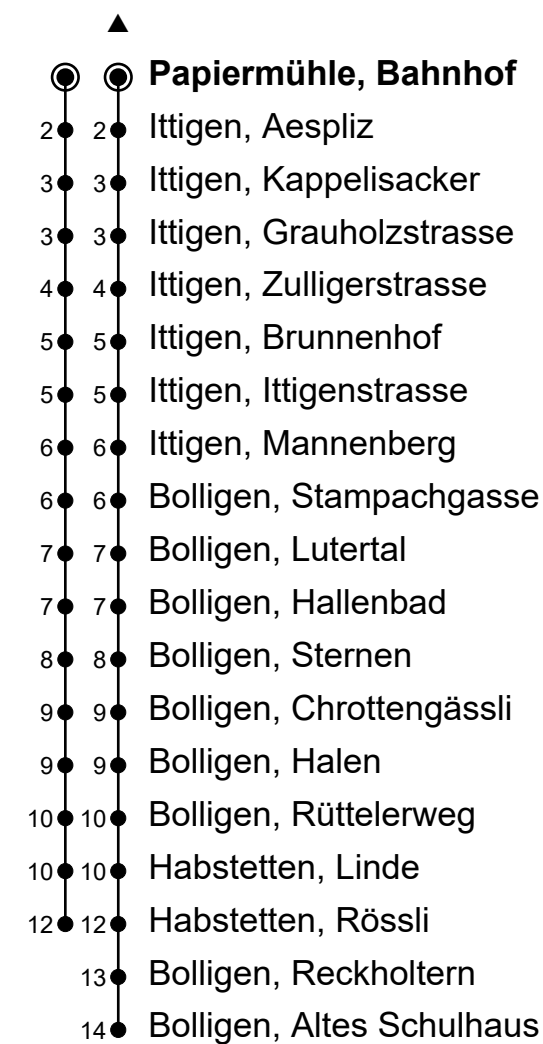 ▲
Papiermühle, Bahnhof
2 2 Ittigen, Aespliz
3 3 Ittigen, Kappelisacker
3 3 Ittigen, Grauholzstrasse
4 4 Ittigen, Zulligerstrasse
5 5 Ittigen, Brunnenhof
5 5 Ittigen, Ittigenstrasse
6 6 Ittigen, Mannenberg
6 6 Bolligen, Stampachgasse
7 7 Bolligen, Lutertal
7 7 Bolligen, Hallenbad
8 8 Bolligen, Sternen
9 9 Bolligen, Chrottengässli
9 9 Bolligen, Halen
10 10 Bolligen, Rüttelerweg
10 10 Habstetten, Linde
12 12 Habstetten, Rössli
13 Bolligen, Reckholtern
14 Bolligen, Altes Schulhaus